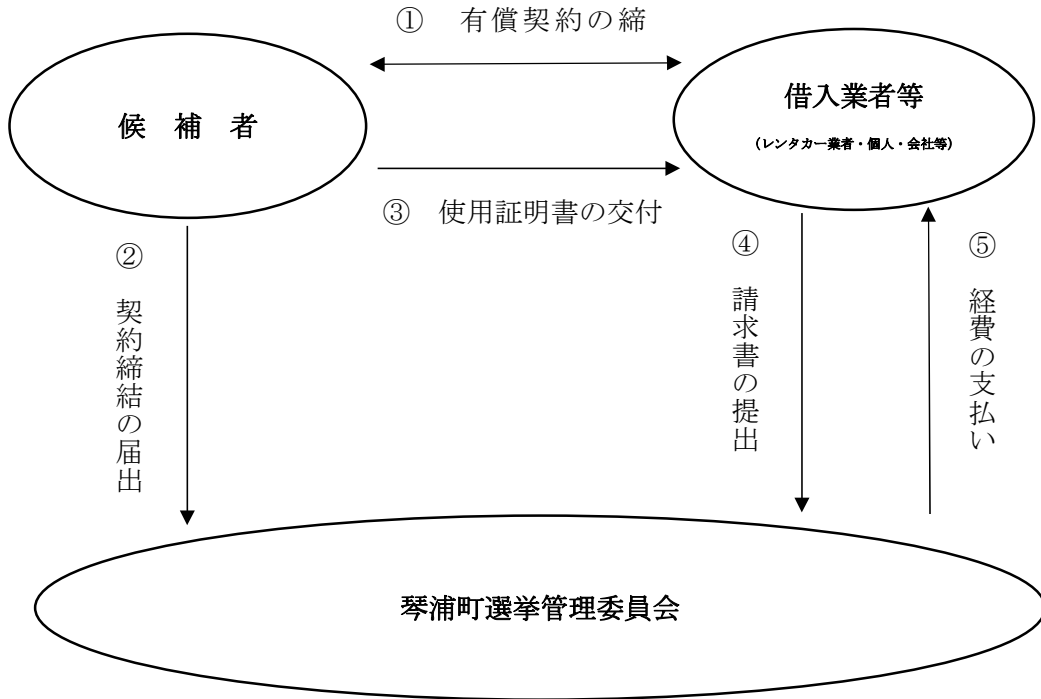 ① 有償契約の締
候 補 者
借入業者等
(レンタカー業者・個人・会社等)
③ 使用証明書の交付
② 契約締結の届出
④ 請求書の提出
⑤ 経費の支払い
琴浦町選挙管理委員会